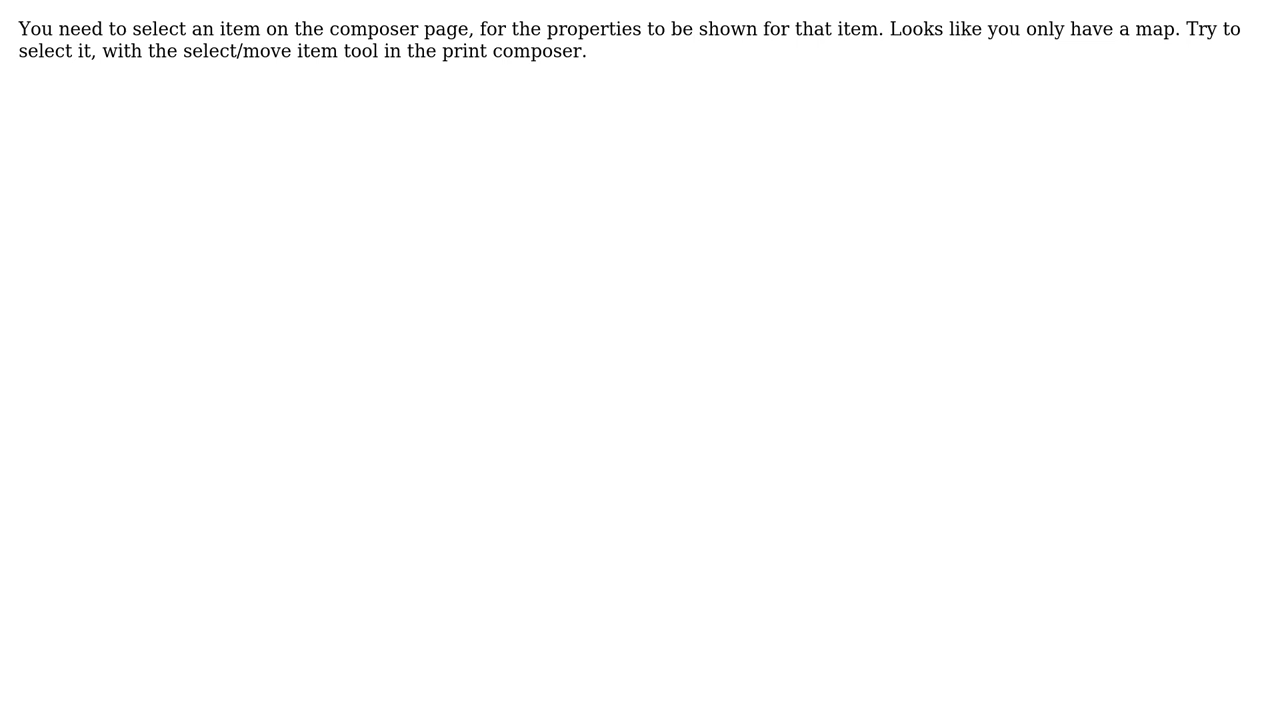 You need to select an item on the composer page, for the properties to be shown for that item. Looks like you only have a map. Try to
select it, with the select/move item tool in the print composer.